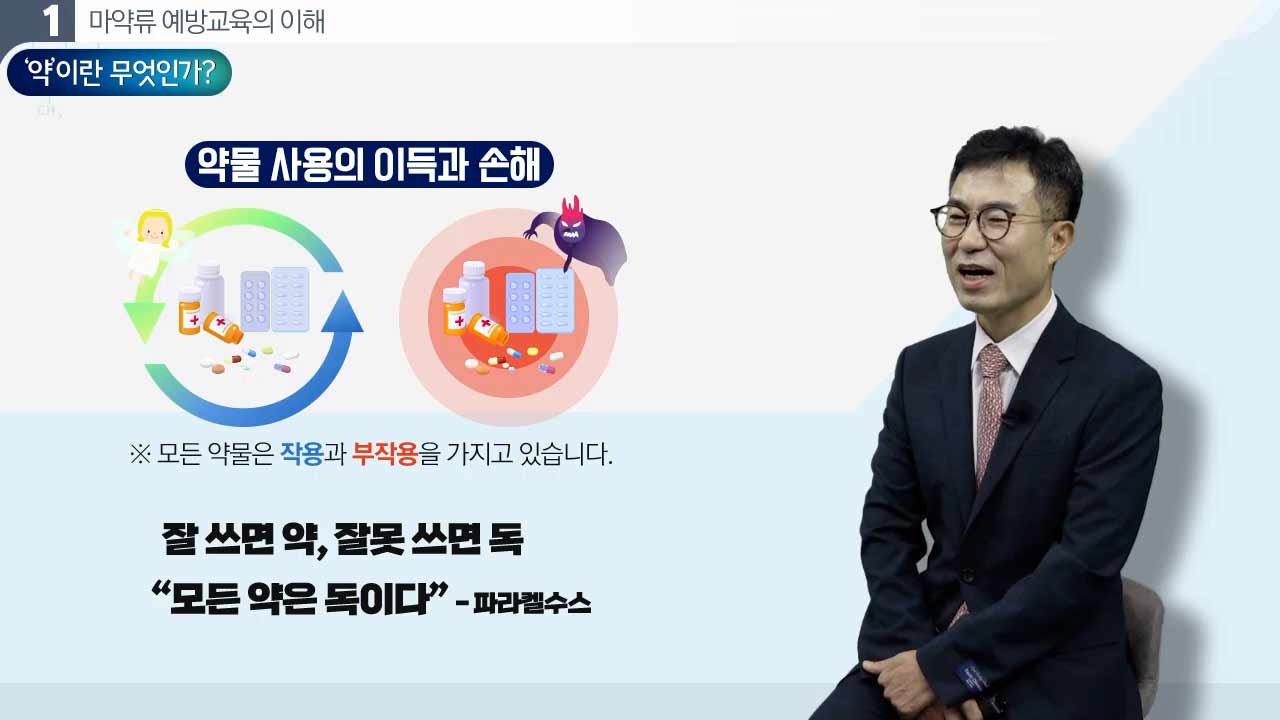 1 마약류 예방교육의 이해
‘약’이란 무엇인가?
약물 사용의 이득과 손해
※ 모든 약물은 작용과 부작용을 가지고 있습니다.
잘 쓰면 약, 잘못 쓰면 독
“모든 약은 독이다” - 파라켈수스